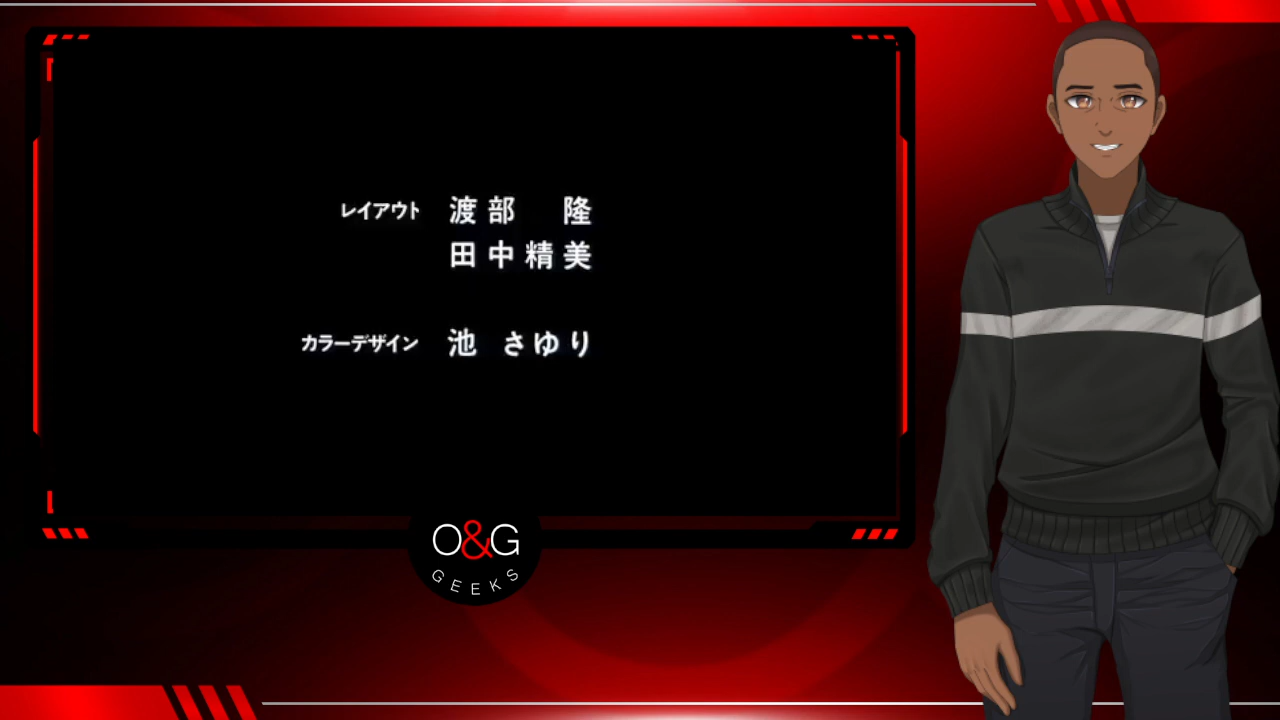 レイアウト 渡部 隆
田中精美
カラーデザイン 池 さゆり
O&G
GEEKS